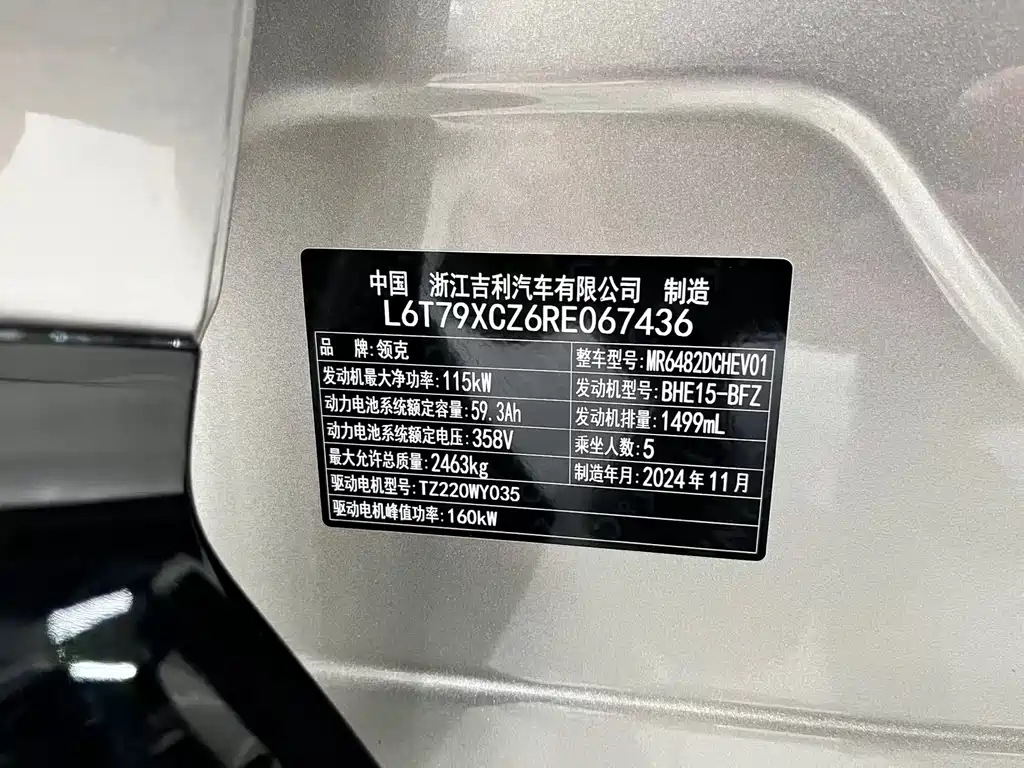 中国 浙江吉利汽车有限公司 制造
L6T79XCZ6RE067436
品 牌:领克 整车型号:MR6482DCHEV01
发动机最大净功率:115kW 发动机型号:BHE15-BFZ
动力电池系统额定容量:59.3Ah 发动机排量:1499mL
动力电池系统额定电压:358V 乘坐人数:5
最大允许总质量:2463kg 制造年月:2024年11月
驱动电机型号:TZ220WY035
驱动电机峰值功率:160kW